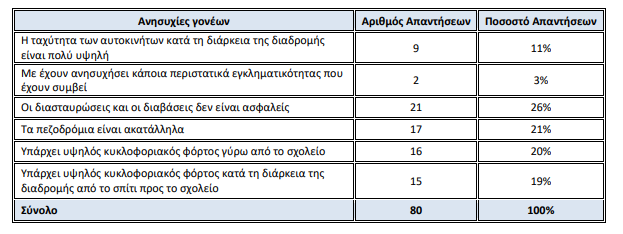 Ανησυχίες γονέων Αριθμός Απαντήσεων Ποσοστό Απαντήσεων
Η ταχύτητα των αυτοκινήτων κατά τη διάρκεια της διαδρομής
είναι πολύ υψηλή 9 11%
Με έχουν ανησυχήσει κάποια περιστατικά εγκληματικότητας που
έχουν συμβεί 2 3%
Οι διασταυρώσεις και οι διαβάσεις δεν είναι ασφαλείς 21 26%
Τα πεζοδρόμια είναι ακατάλληλα 17 21%
Υπάρχει υψηλός κυκλοφοριακός φόρτος γύρω από το σχολείο 16 20%
Υπάρχει υψηλός κυκλοφοριακός φόρτος κατά τη διάρκεια της
διαδρομής από το σπίτι προς το σχολείο 15 19%
Σύνολο 80 100%